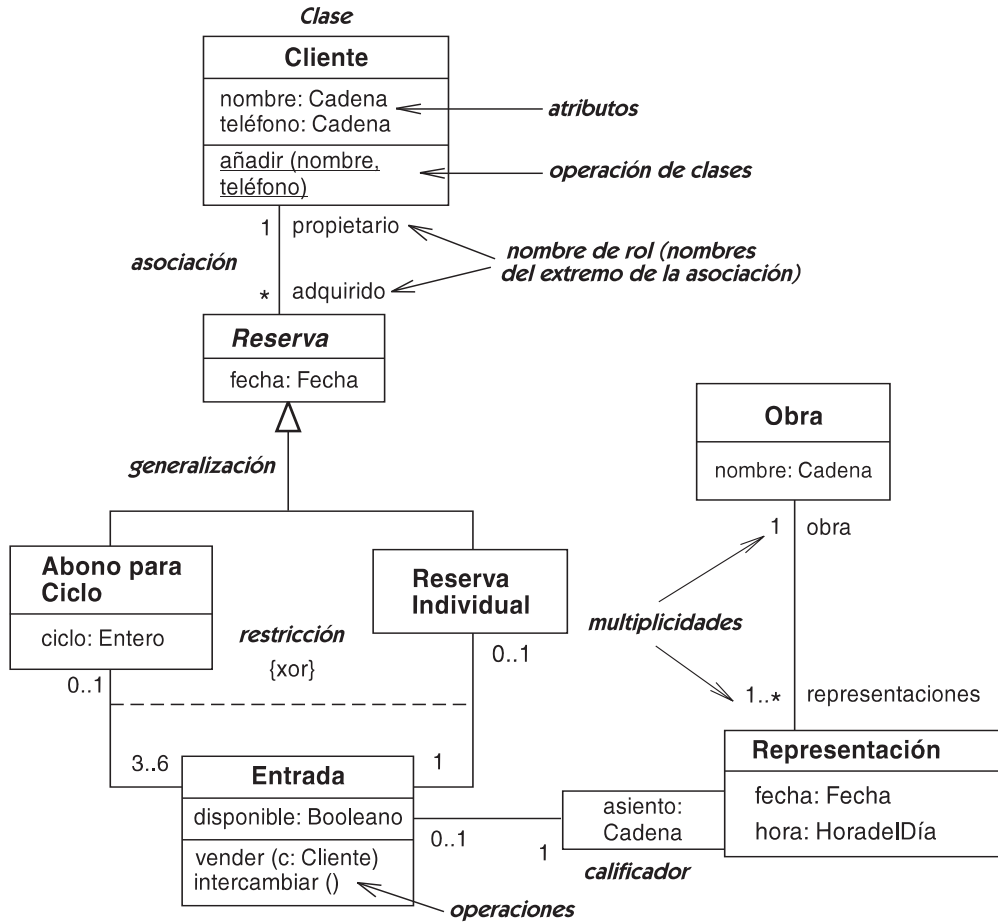 Clase
Cliente
nombre: Cadena
teléfono: Cadena
atributos
añadir (nombre,
teléfono)
operación de clases
1 propietario
asociación
nombre de rol (nombres
del extremo de la asociación)
* adquirido
Reserva
fecha: Fecha
generalización
Obra
nombre: Cadena
1 obra
Abono para
Ciclo
ciclo: Entero
Reserva
Individual
restricción
{xor}
0..1
0..1
multiplicidades
1..* representaciones
3..6
1
Entrada
disponible: Booleano
vender (c: Cliente)
intercambiar ()
0..1
1
asiento:
Cadena
calificador
Representación
fecha: Fecha
hora: HoradelDía
operaciones